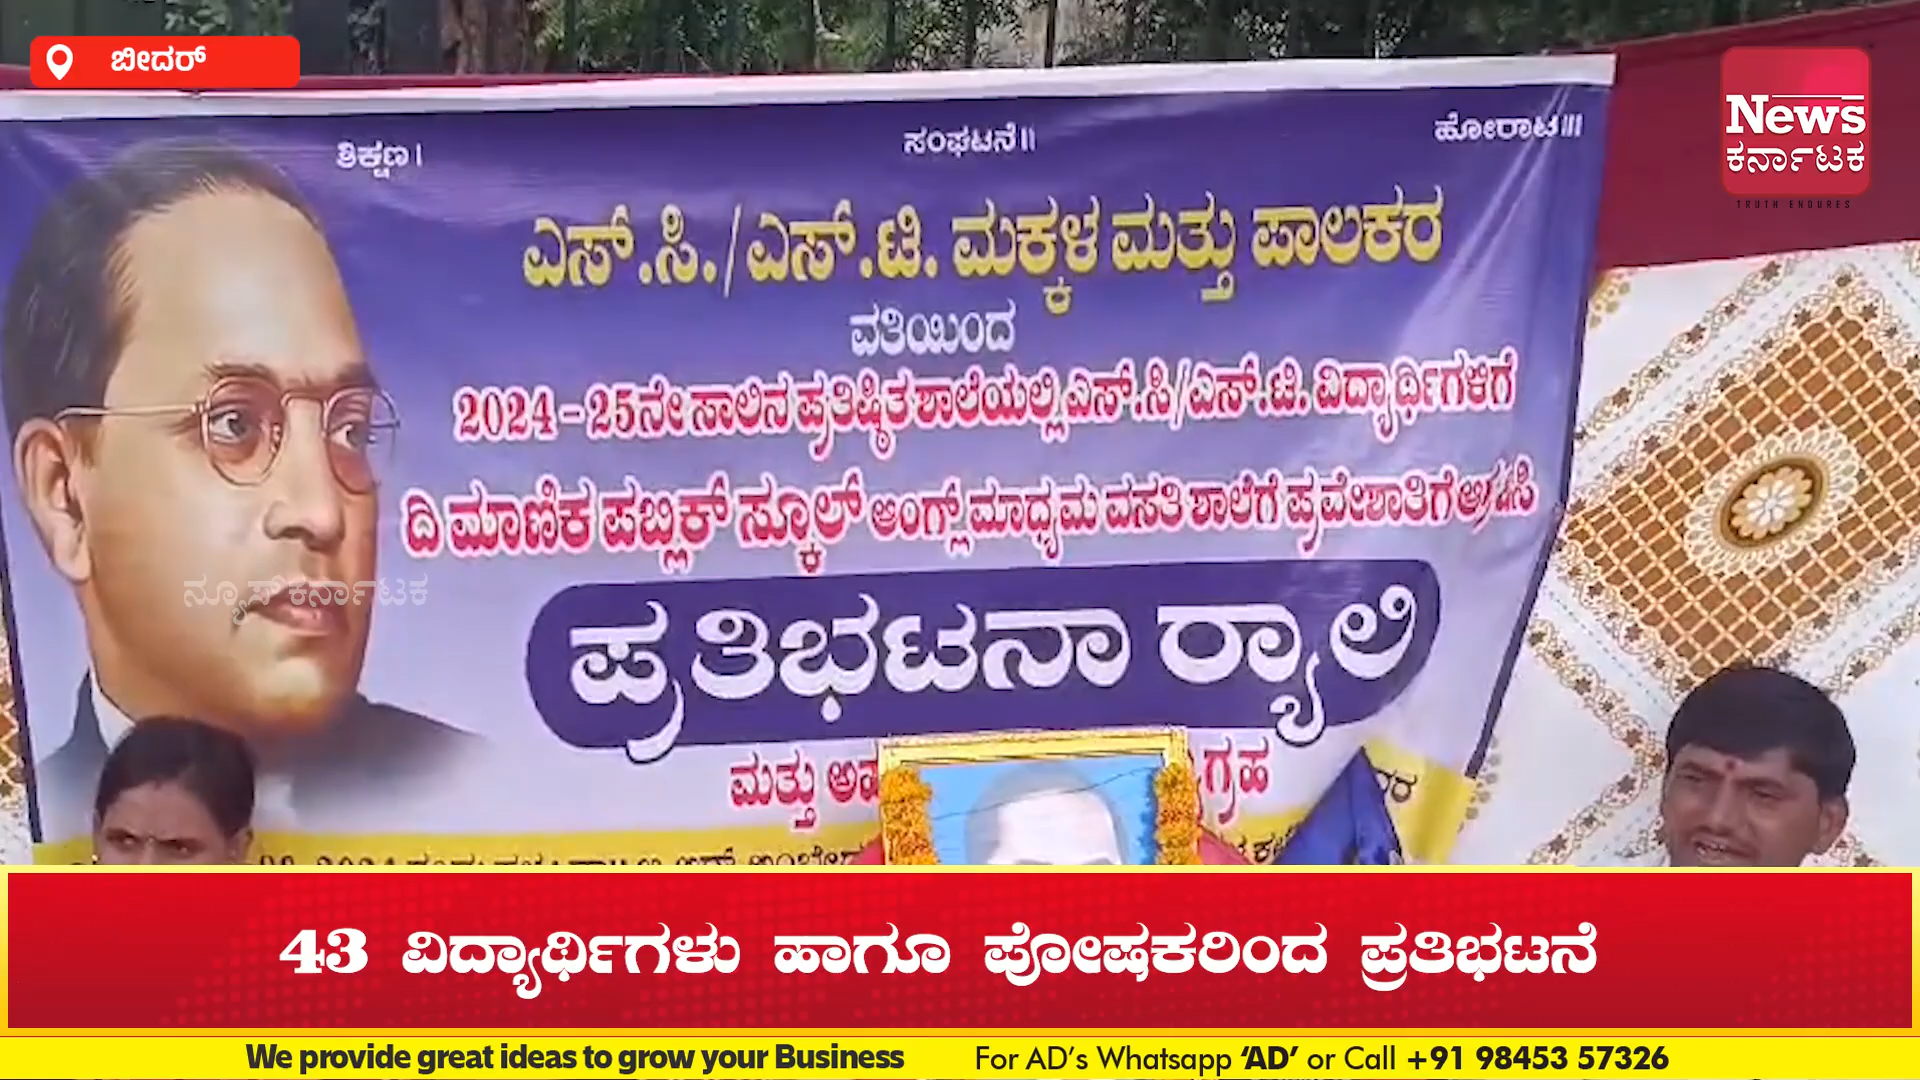 ಬೀದರ್
News
ಕರ್ನಾಟಕ
TRUTH ENDURES
ಶಿಕ್ಷಣ। ಸಂಘಟನೆ॥ ಹೋರಾಟ॥।
ಎಸ್.ಸಿ./ಎಸ್.ಟಿ. ಮಕ್ಕಳ ಮತ್ತು ಪಾಲಕರ
ವತಿಯಿಂದ
2024-25ನೇ ಸಾಲಿನ ಪ್ರತಿಷ್ಠಿತ ಶಾಲೆಯಲ್ಲಿ ಎಸ್.ಸಿ/ಎಸ್.ಟಿ. ವಿದ್ಯಾರ್ಥಿಗಳಿಗೆ
ದಿ ಮಾಣಿಕ ಪಬ್ಲಿಕ್ ಸ್ಕೂಲ್ ಆಂಗ್ಲ್ ಮಾಧ್ಯಮ ವಸತಿ ಶಾಲೆಗೆ ಪ್ರವೇಶಾತಿಗೆ
ನ್ಯೂಸ್ ಕರ್ನಾಟಕ
ಪ್ರತಿಭಟನಾ ರ‍್ಯಾಲಿ
ಮತ್ತು
43 ವಿದ್ಯಾರ್ಥಿಗಳು ಹಾಗೂ ಪೋಷಕರಿಂದ ಪ್ರತಿಭಟನೆ
We provide great ideas to grow your Business For AD's Whatsapp 'AD' or Call +91 98453 57326